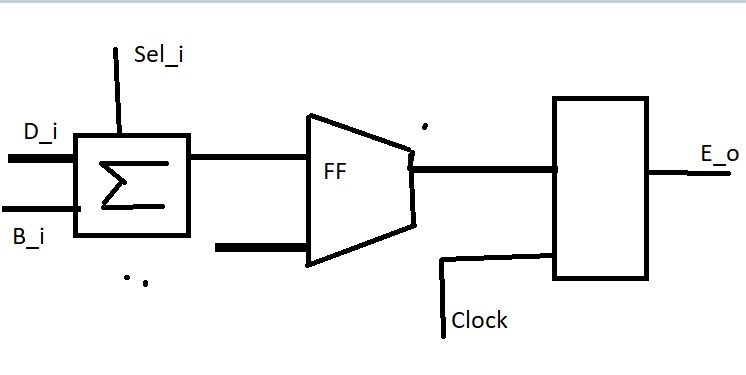 Sel_i
D_i
Σ
FF
E_o
B_i
Clock